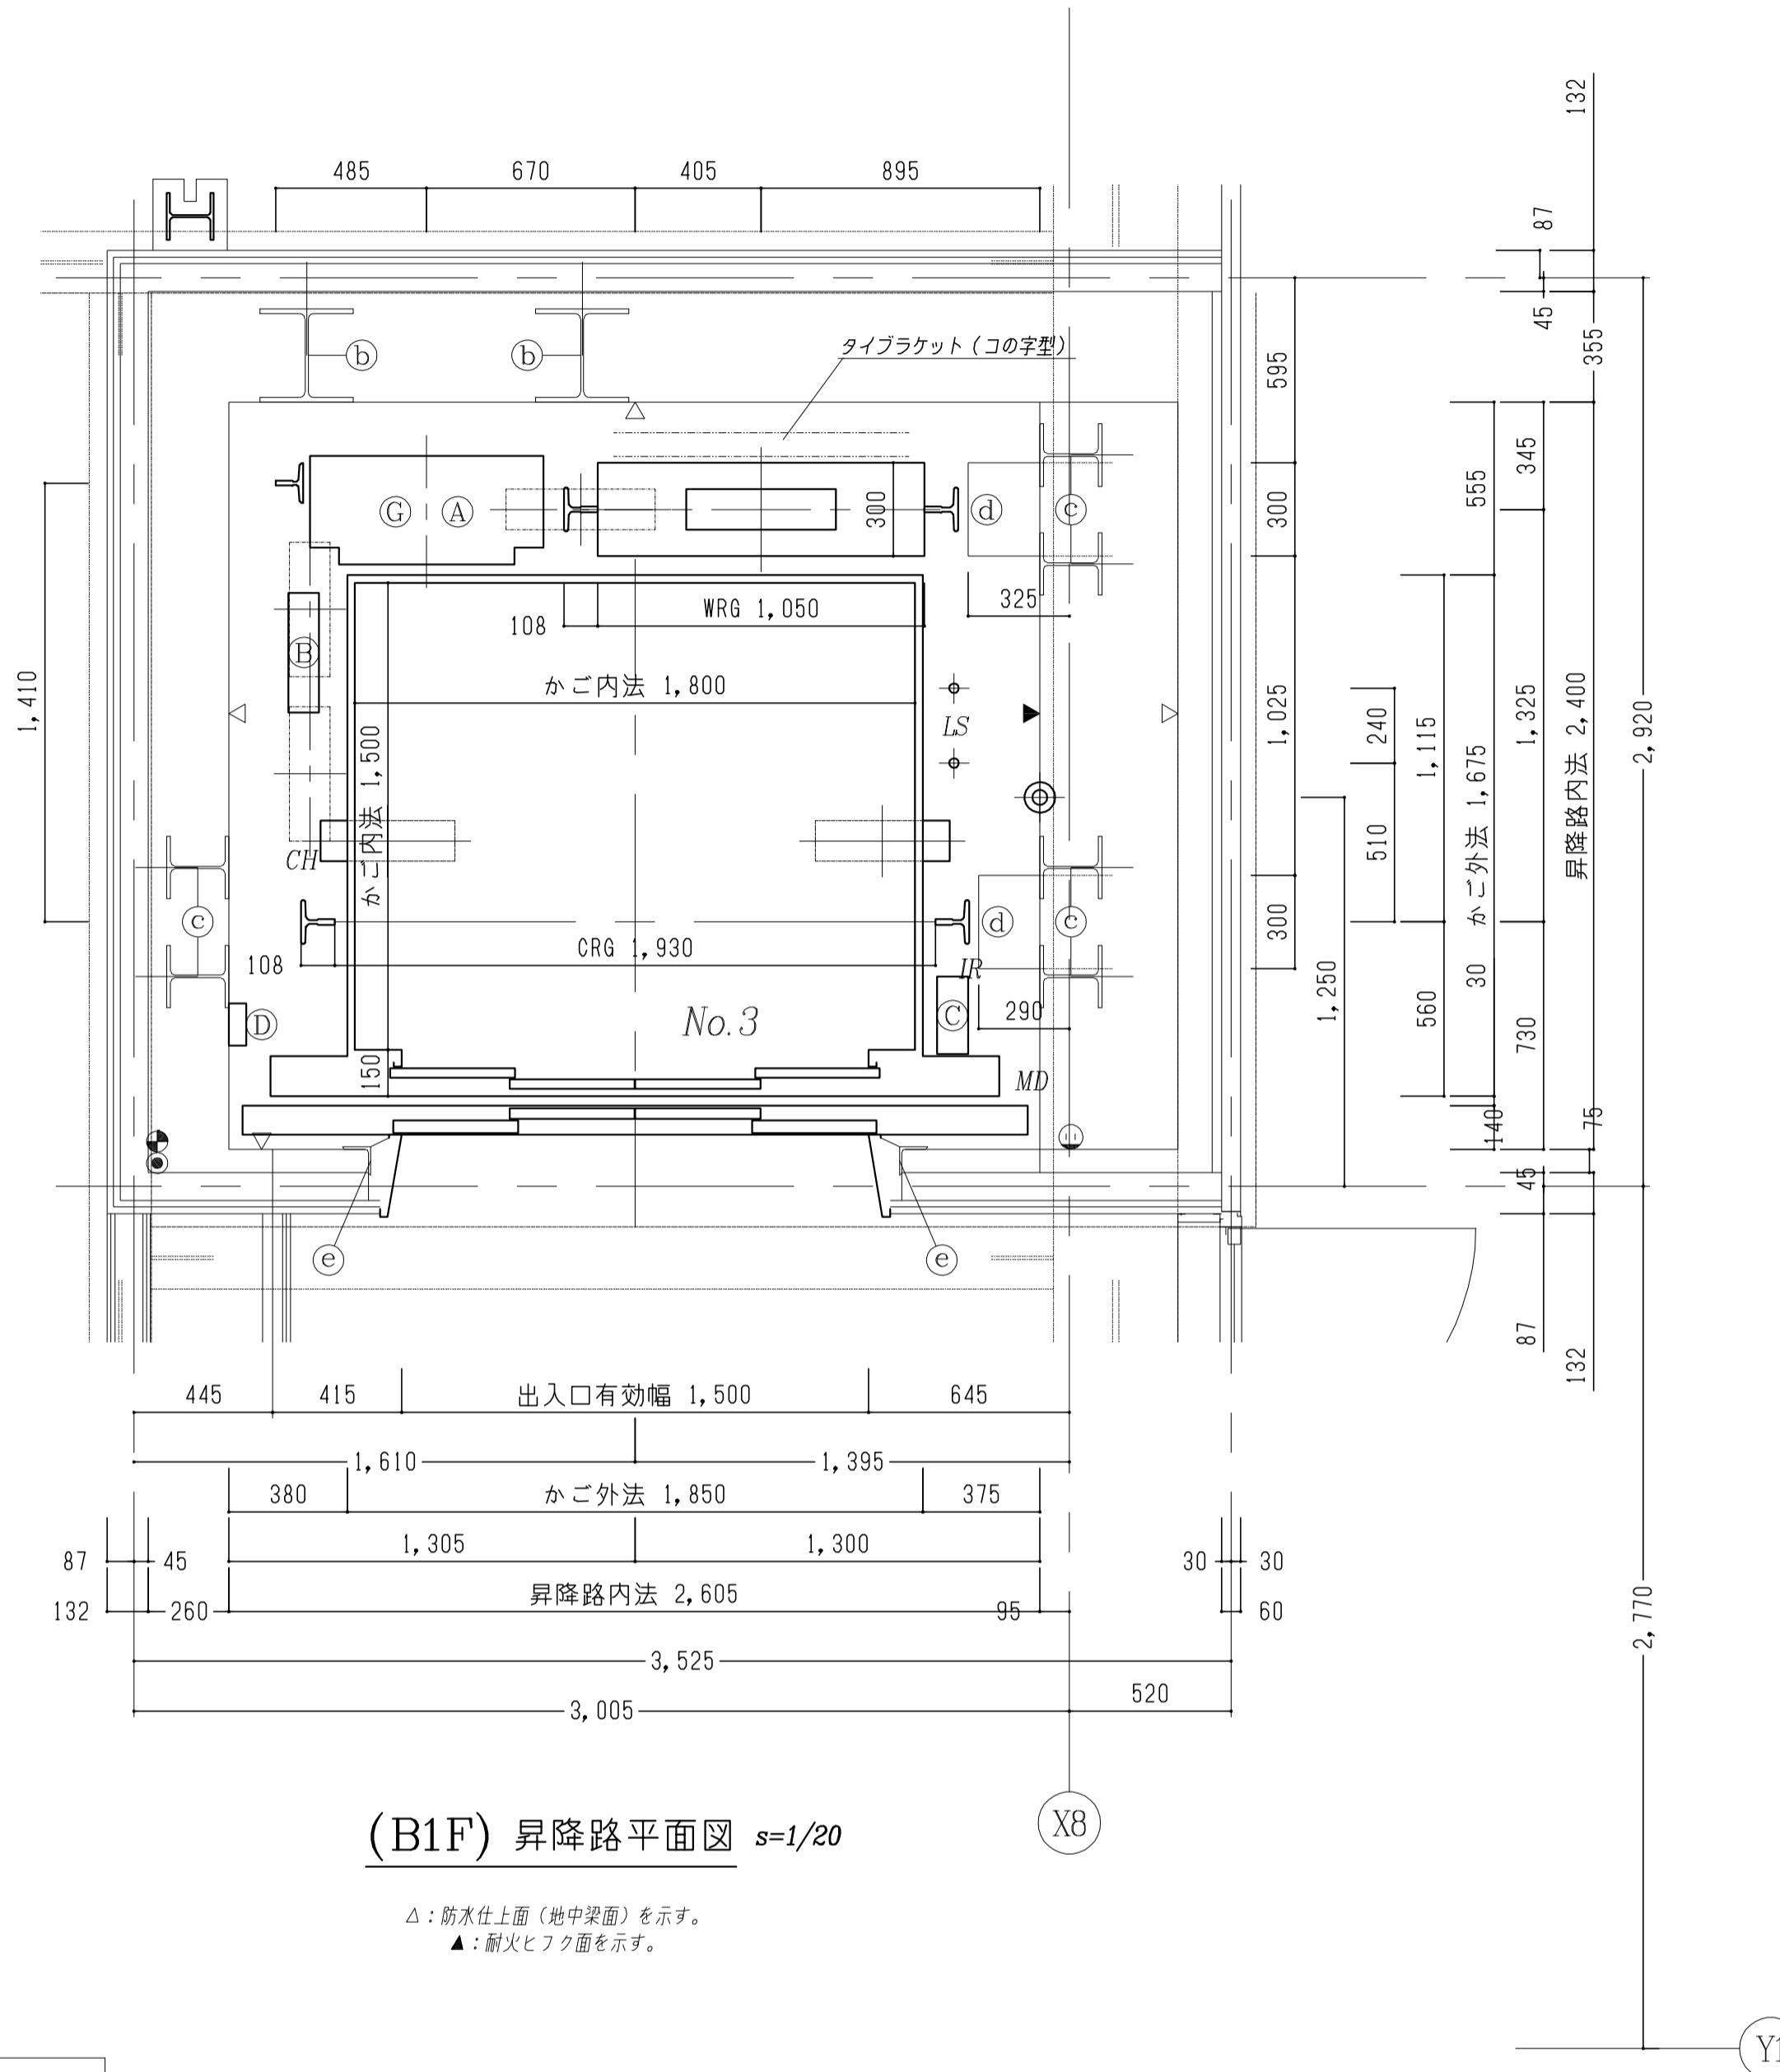 132
485 670 405 895
87
45
355
タイブラケット（コの字型）
b b
595
345
555
G A 300 d c
300
325
WRG 1,050
108
B
かご内法 1,800
1,410
LS
かご内法 1,500
1,025
240
1,115
かご外法 1,675
1,325
昇降路内法 2,400
2,920
510
CH
c d c
CRG 1,930
108
IR
300
30
1,250
560
730
D No.3 C 290
150
MD
140
75
45
e e
87
132
445 415 出入口有効幅 1,500 645
1,610 1,395
380 かご外法 1,850 375
1,305 1,300
87 45 30 30
昇降路内法 2,605
132 260 95 60
3,525
3,005 520
2,770
(B1F) 昇降路平面図 s=1/20
X8
△：防水仕上面（地中梁面）を示す。
▲：耐火ヒフク面を示す。
Y1